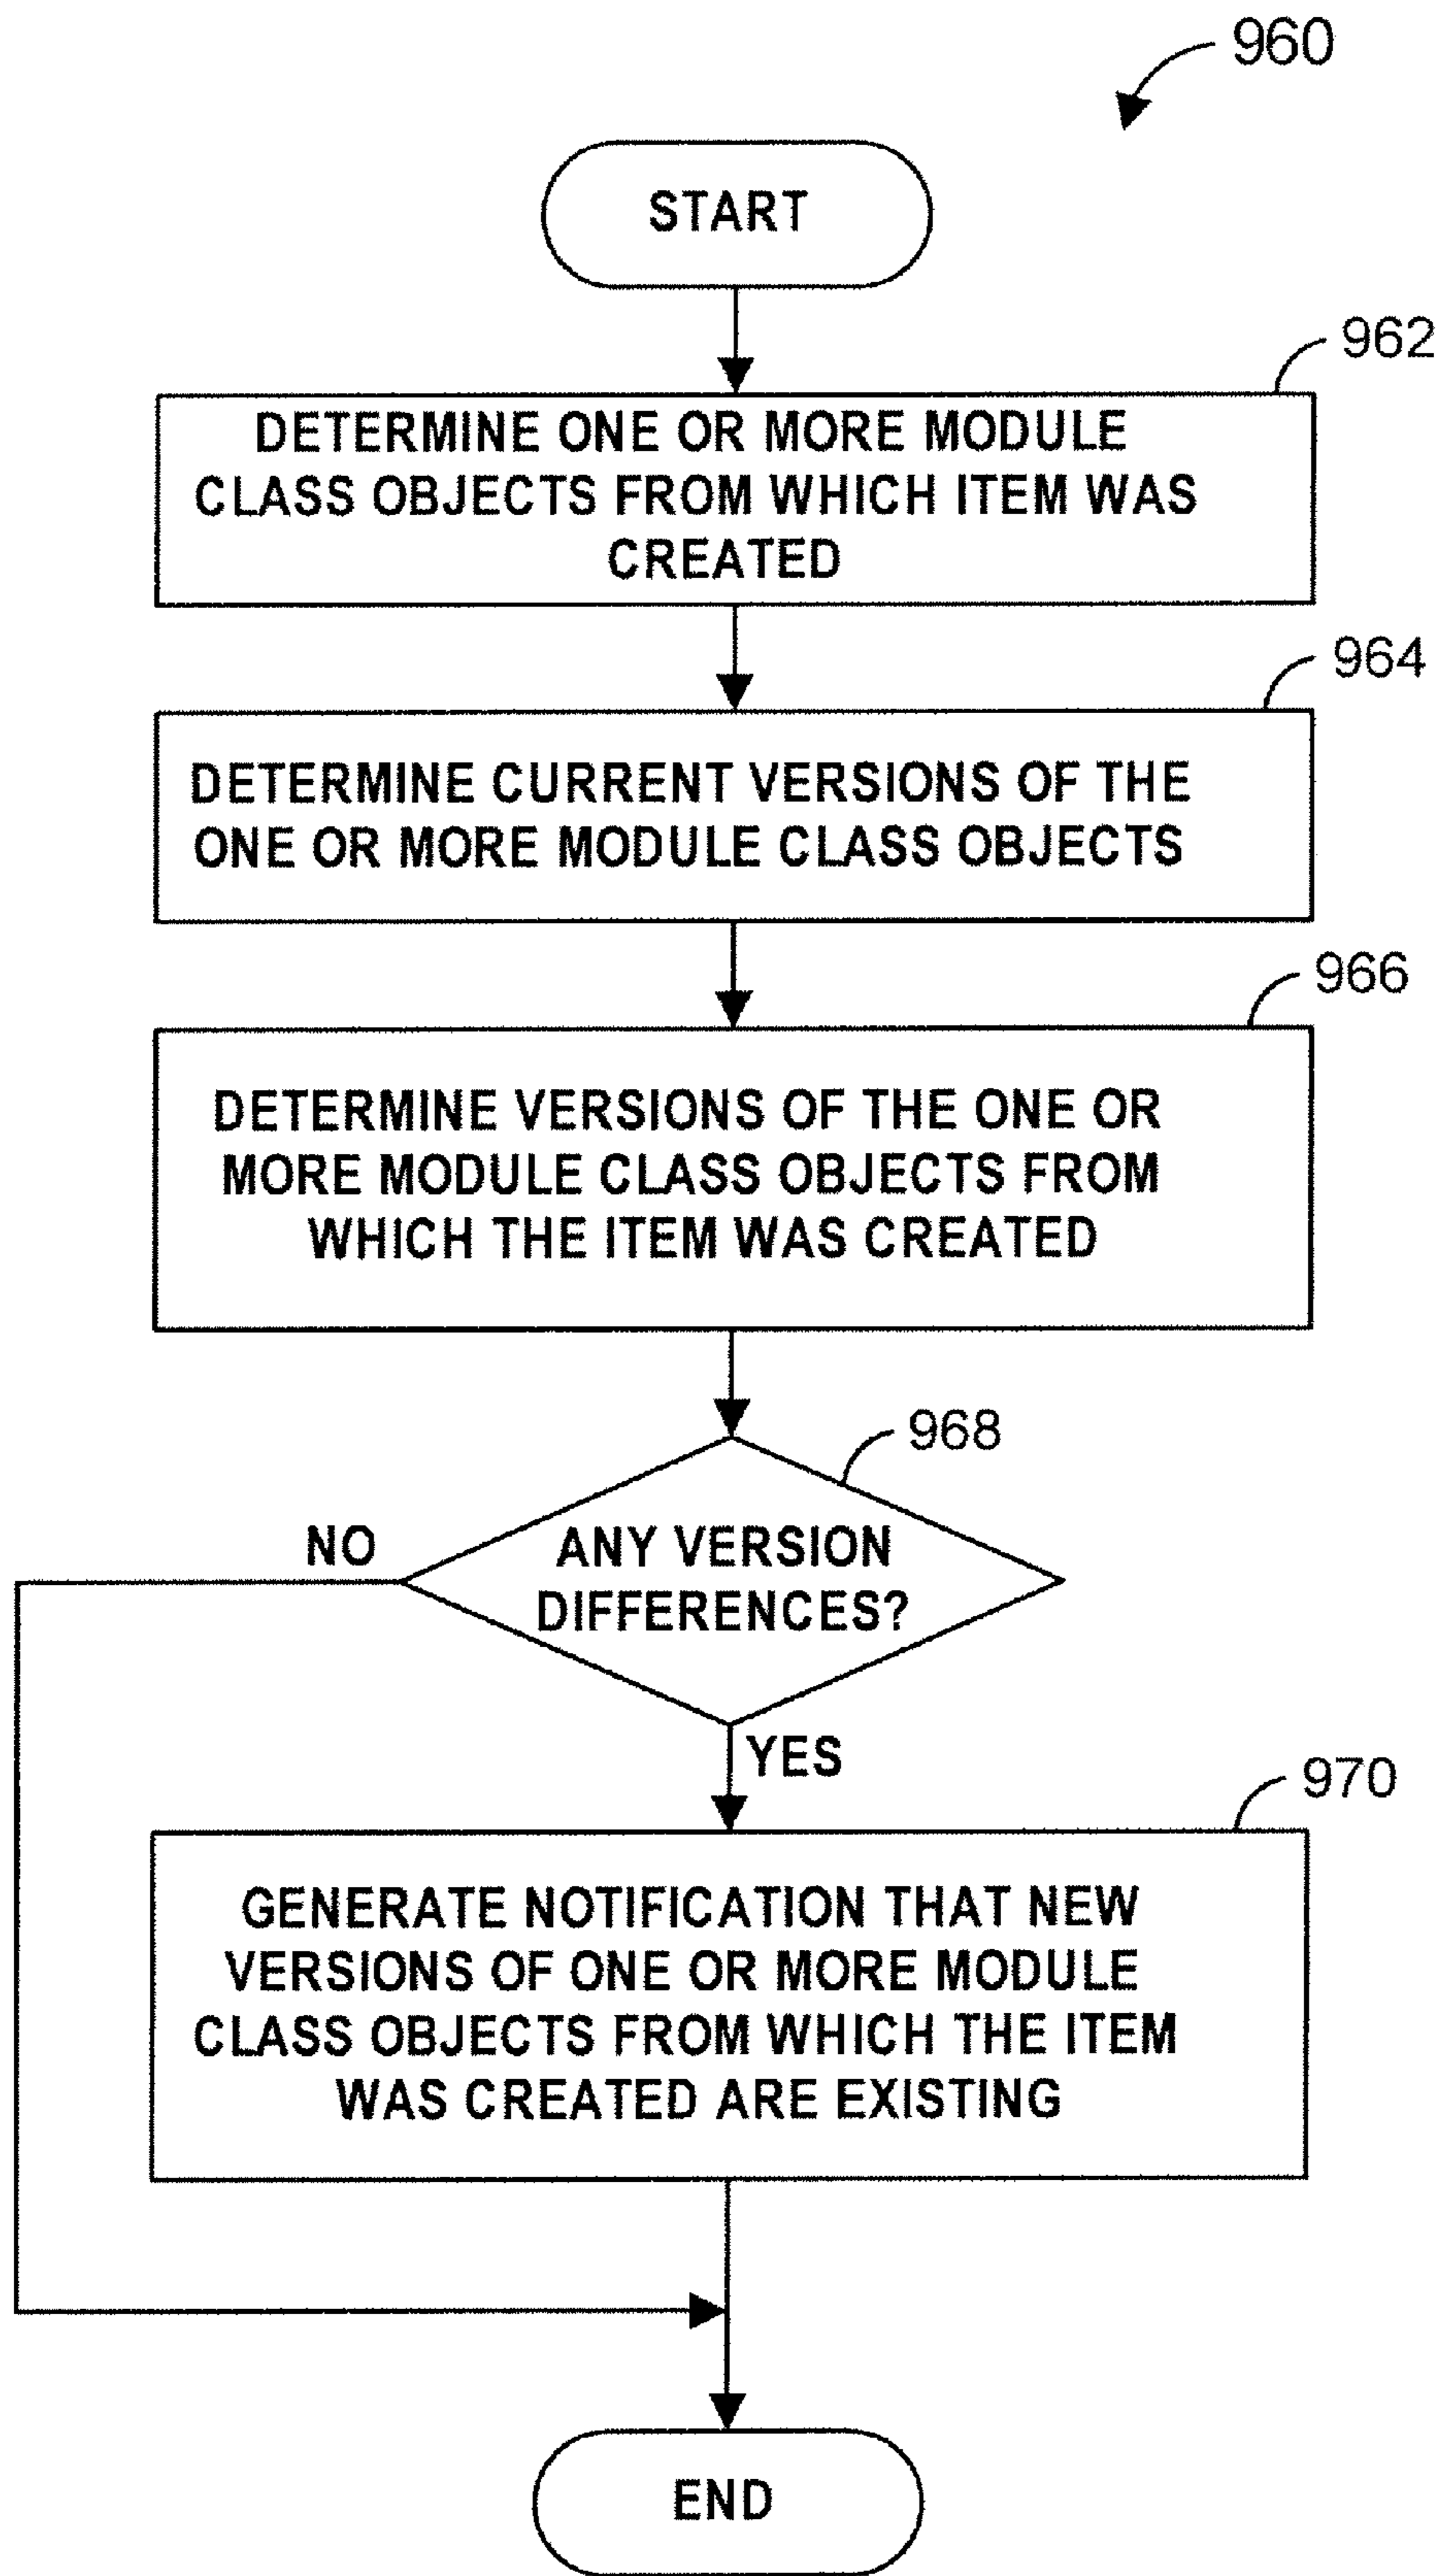 960
START
962
DETERMINE ONE OR MORE MODULE
CLASS OBJECTS FROM WHICH ITEM WAS
CREATED
964
DETERMINE CURRENT VERSIONS OF THE
ONE OR MORE MODULE CLASS OBJECTS
966
DETERMINE VERSIONS OF THE ONE OR
MORE MODULE CLASS OBJECTS FROM
WHICH THE ITEM WAS CREATED
968
NO
ANY VERSION
DIFFERENCES?
YES
970
GENERATE NOTIFICATION THAT NEW
VERSIONS OF ONE OR MORE MODULE
CLASS OBJECTS FROM WHICH THE ITEM
WAS CREATED ARE EXISTING
END